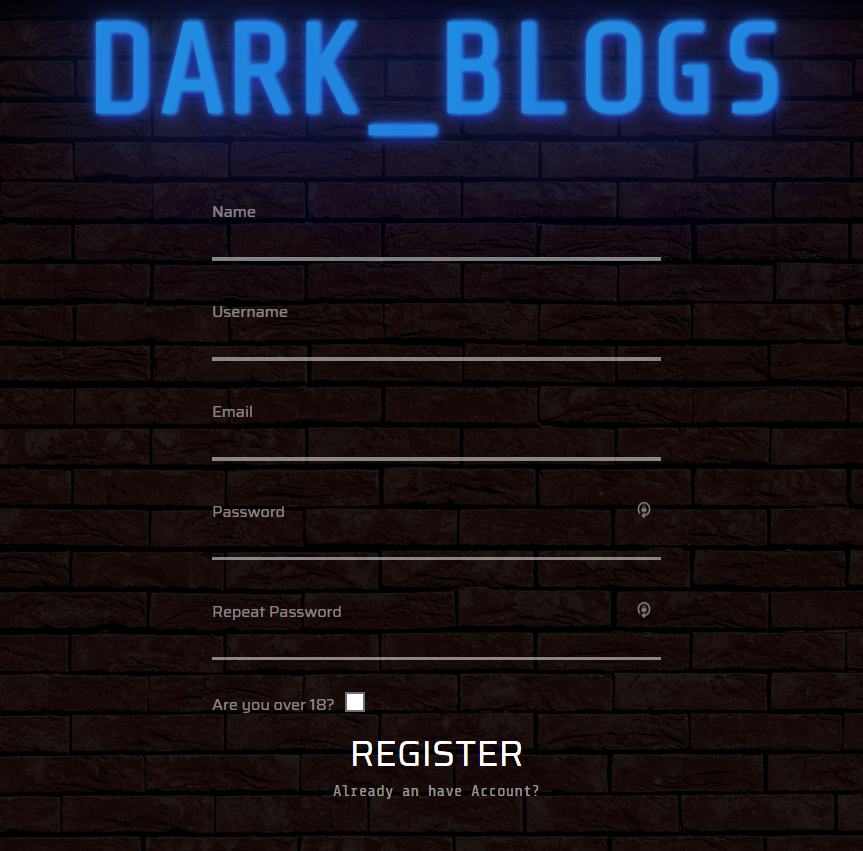 DARK_BLOGS
Name
Username
Email
Password
Repeat Password
Are you over 18?
REGISTER
Already an have Account?